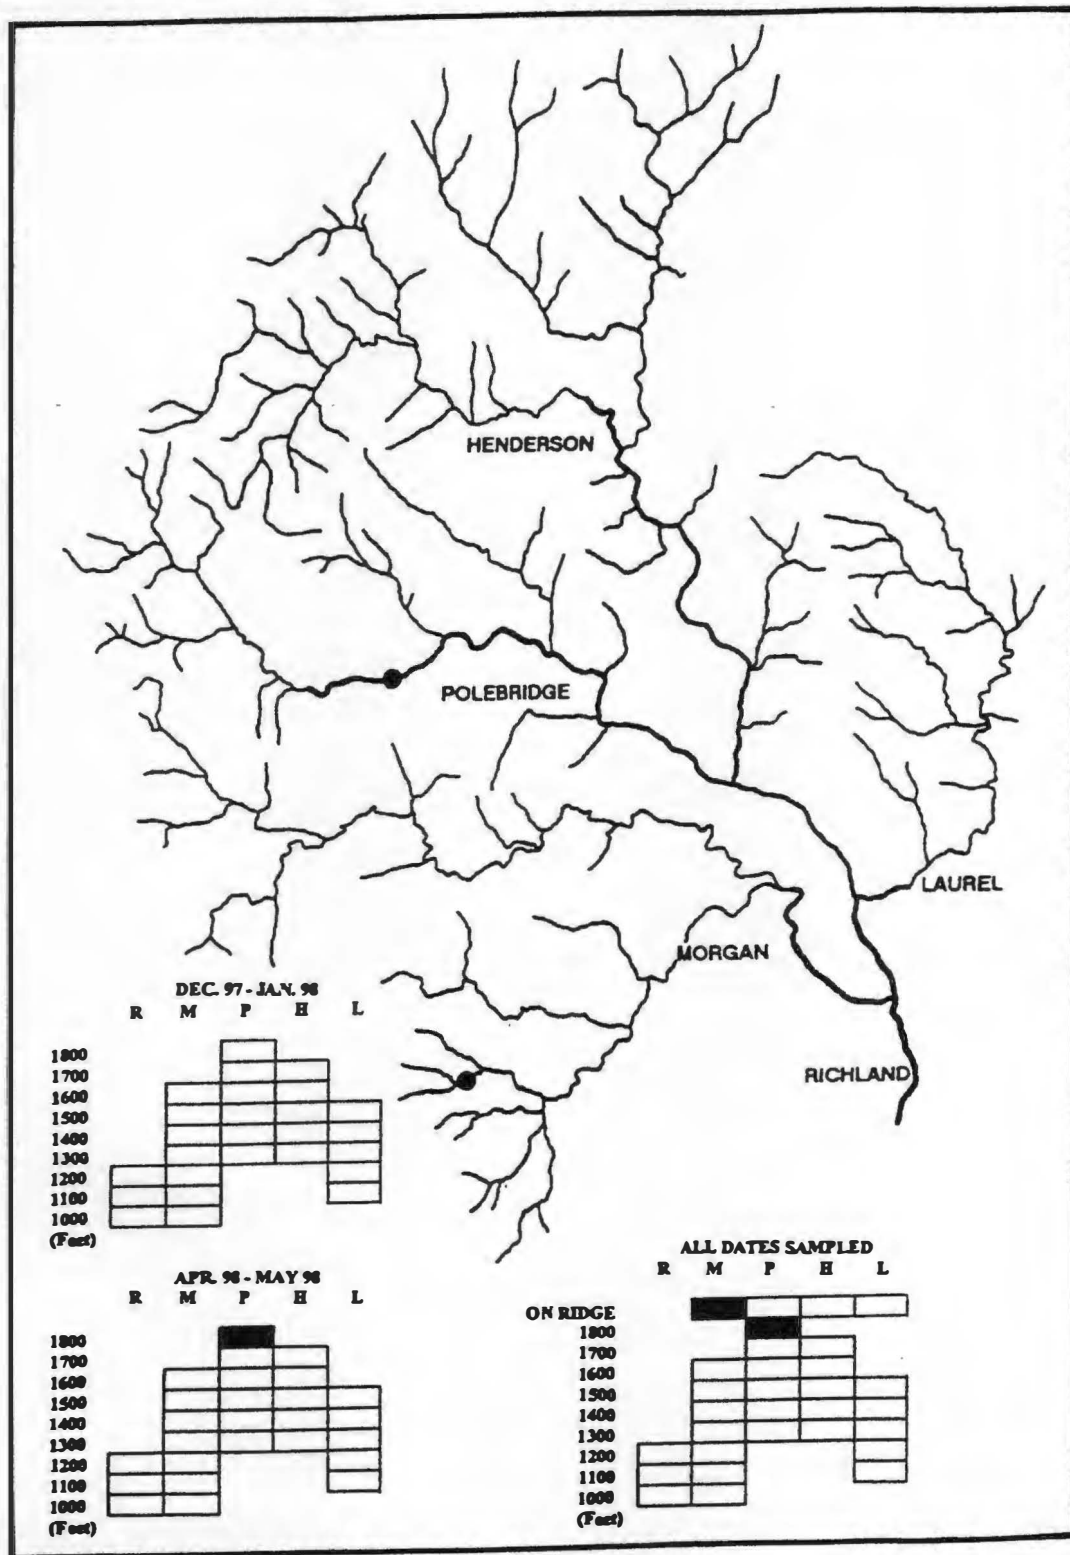 HENDERSON
POLEBRIDGE
LAUREL
MORGAN
RICHLAND
DEC. 97 - JAN. 98
R M P H L
1800
1700
1600
1500
1400
1300
1200
1100
1000
(Feet)
APR. 98 - MAY 98
R M P H L
1800
1700
1600
1500
1400
1300
1200
1100
1000
(Feet)
ALL DATES SAMPLED
R M P H L
ON RIDGE
1800
1700
1600
1500
1400
1300
1200
1100
1000
(Feet)